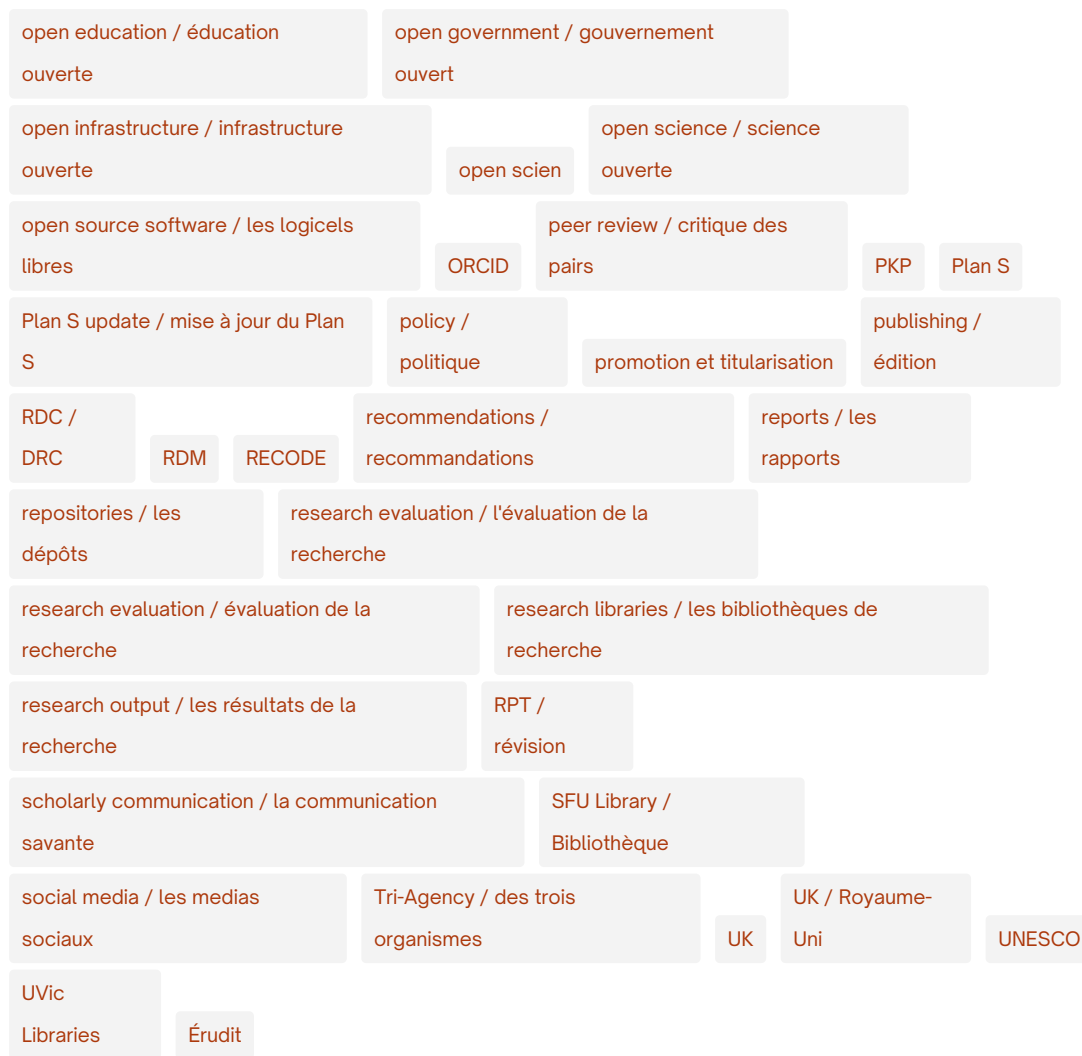 open education / éducation
ouverte
open government / gouvernement
ouvert
open infrastructure / infrastructure
ouverte
open scien
open science / science
ouverte
open source software / les logicels
libres
ORCID
peer review / critique des
pairs
PKP
Plan S
Plan S update / mise à jour du Plan
S
policy /
politique
promotion et titularisation
publishing /
édition
RDC /
DRC
RDM
RECODE
recommendations /
recommandations
reports / les
rapports
repositories / les
dépôts
research evaluation / l'évaluation de la
recherche
research evaluation / évaluation de la
recherche
research libraries / les bibliothèques de
recherche
research output / les résultats de la
recherche
RPT /
révision
scholarly communication / la communication
savante
SFU Library /
Bibliothèque
social media / les medias
sociaux
Tri-Agency / des trois
organismes
UK
UK / Royaume-
Uni
UNESCO
UVic
Libraries
Érudit